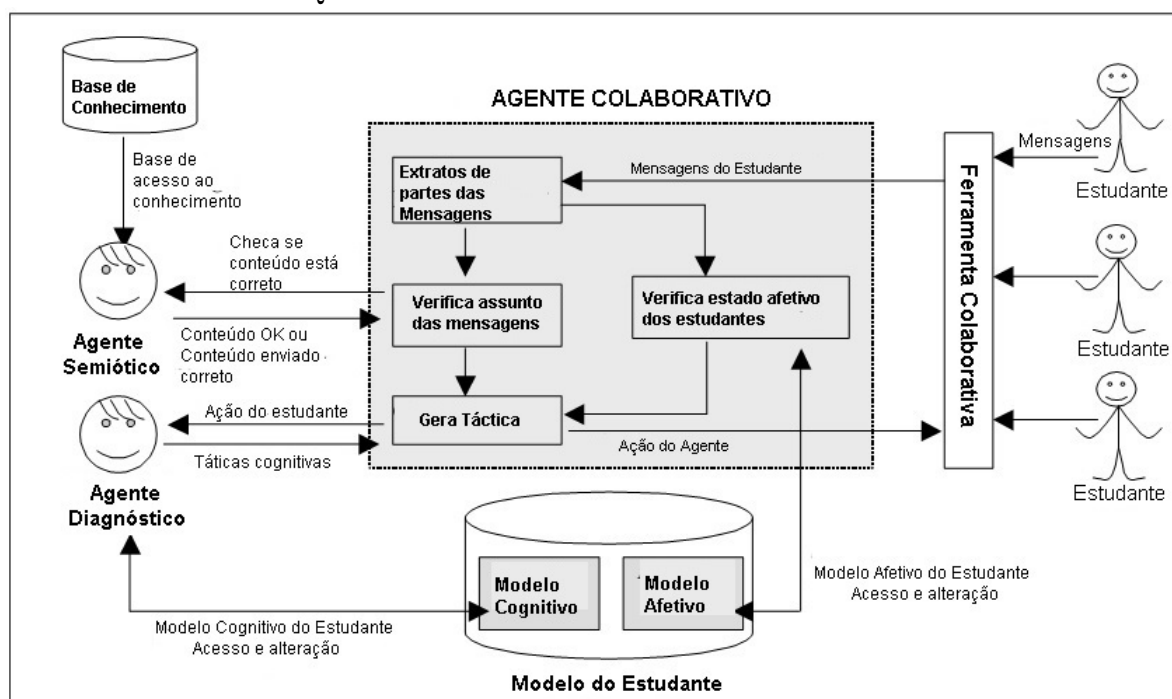 Base de
Conhecimento
Base de
acesso ao
conhecimento
AGENTE COLABORATIVO
Extratos de
partes das
Mensagens
Mensagens do Estudante
Mensagens
Estudante
Checa se
conteúdo está
correto
Verifica assunto
das mensagens
Verifica estado afetivo
dos estudantes
Ferramenta Colaborativa
Agente
Semiótico
Conteúdo OK ou
Conteúdo enviado
correto
Estudante
Ação do estudante
Gera Táctica
Ação do Agente
Táticas cognitivas
Agente
Diagnóstico
Estudante
Modelo
Cognitivo
Modelo
Afetivo
Modelo Afetivo do Estudante
Acesso e alteração
Modelo Cognitivo do Estudante
Acesso e alteração
Modelo do Estudante